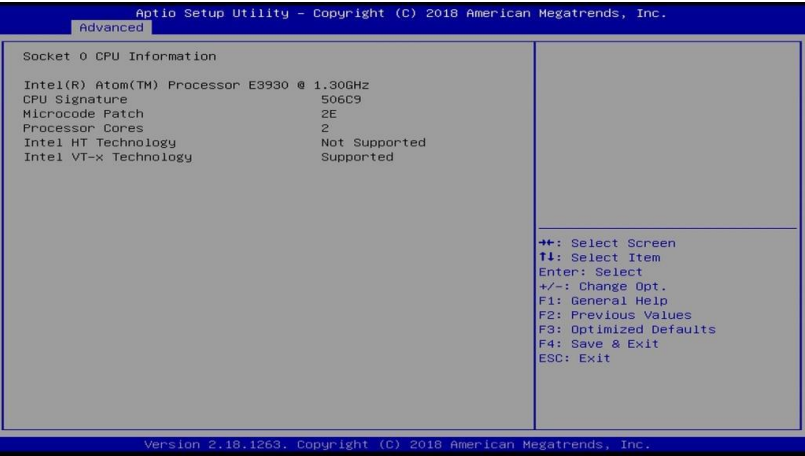 Aptio Setup Utility - Copyright (C) 2018 American Megatrends, Inc.
Advanced
Socket 0 CPU Information
Intel(R) Atom(TM) Processor E3930 @ 1.30GHz
CPU Signature 506C9
Microcode Patch 2E
Processor Cores 2
Intel HT Technology Not Supported
Intel VT-x Technology Supported
→←: Select Screen
↑↓: Select Item
Enter: Select
+/-: Change Opt.
F1: General Help
F2: Previous Values
F3: Optimized Defaults
F4: Save & Exit
ESC: Exit
Version 2.18.1263. Copyright (C) 2018 American Megatrends, Inc.